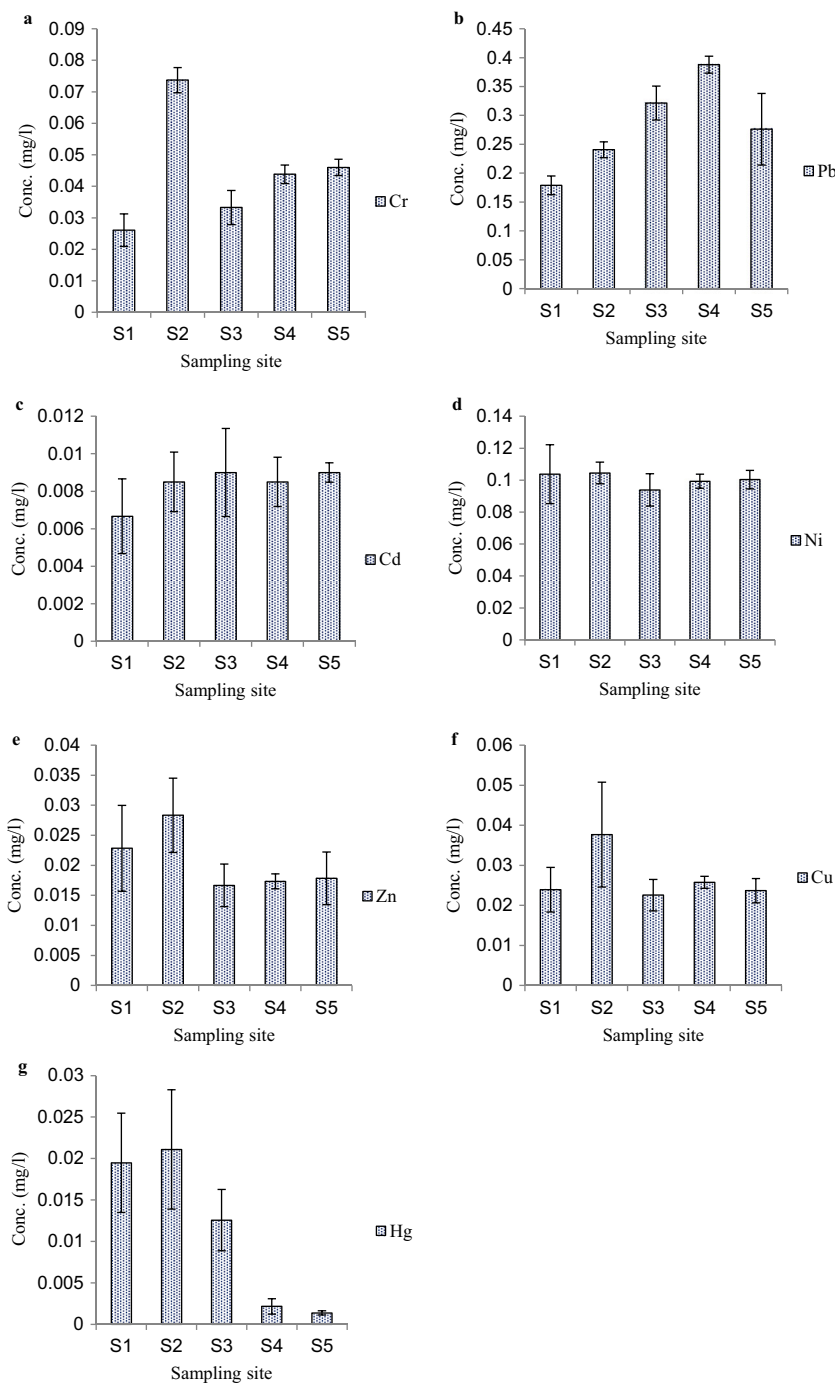 a
0.09
0.08
0.07
0.06
0.05
0.04
0.03
0.02
0.01
0
Conc. (mg/l)
S1 S2 S3 S4 S5
Sampling site
Cr
b
0.45
0.4
0.35
0.3
0.25
0.2
0.15
0.1
0.05
0
Conc. (mg/l)
S1 S2 S3 S4 S5
Sampling site
Pb
c
0.012
0.01
0.008
0.006
0.004
0.002
0
Conc. (mg/l)
S1 S2 S3 S4 S5
Sampling site
Cd
d
0.14
0.12
0.1
0.08
0.06
0.04
0.02
0
Conc. (mg/l)
S1 S2 S3 S4 S5
Sampling site
Ni
e
0.04
0.035
0.03
0.025
0.02
0.015
0.01
0.005
0
Conc. (mg/l)
S1 S2 S3 S4 S5
Sampling site
Zn
f
0.06
0.05
0.04
0.03
0.02
0.01
0
Conc. (mg/l)
S1 S2 S3 S4 S5
Sampling site
Cu
g
0.03
0.025
0.02
0.015
0.01
0.005
0
Conc. (mg/l)
S1 S2 S3 S4 S5
Sampling site
Hg